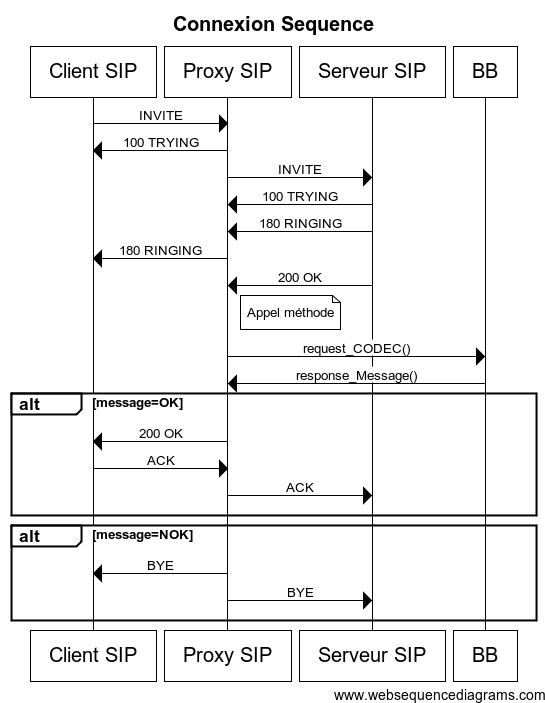 Connexion Sequence
Client SIP Proxy SIP Serveur SIP BB
INVITE
100 TRYING
INVITE
100 TRYING
180 RINGING
180 RINGING
200 OK
Appel méthode
request_CODEC()
response_Message()
alt [message=OK]
200 OK
ACK
ACK
alt [message=NOK]
BYE
BYE
Client SIP Proxy SIP Serveur SIP BB
www.websequencediagrams.com